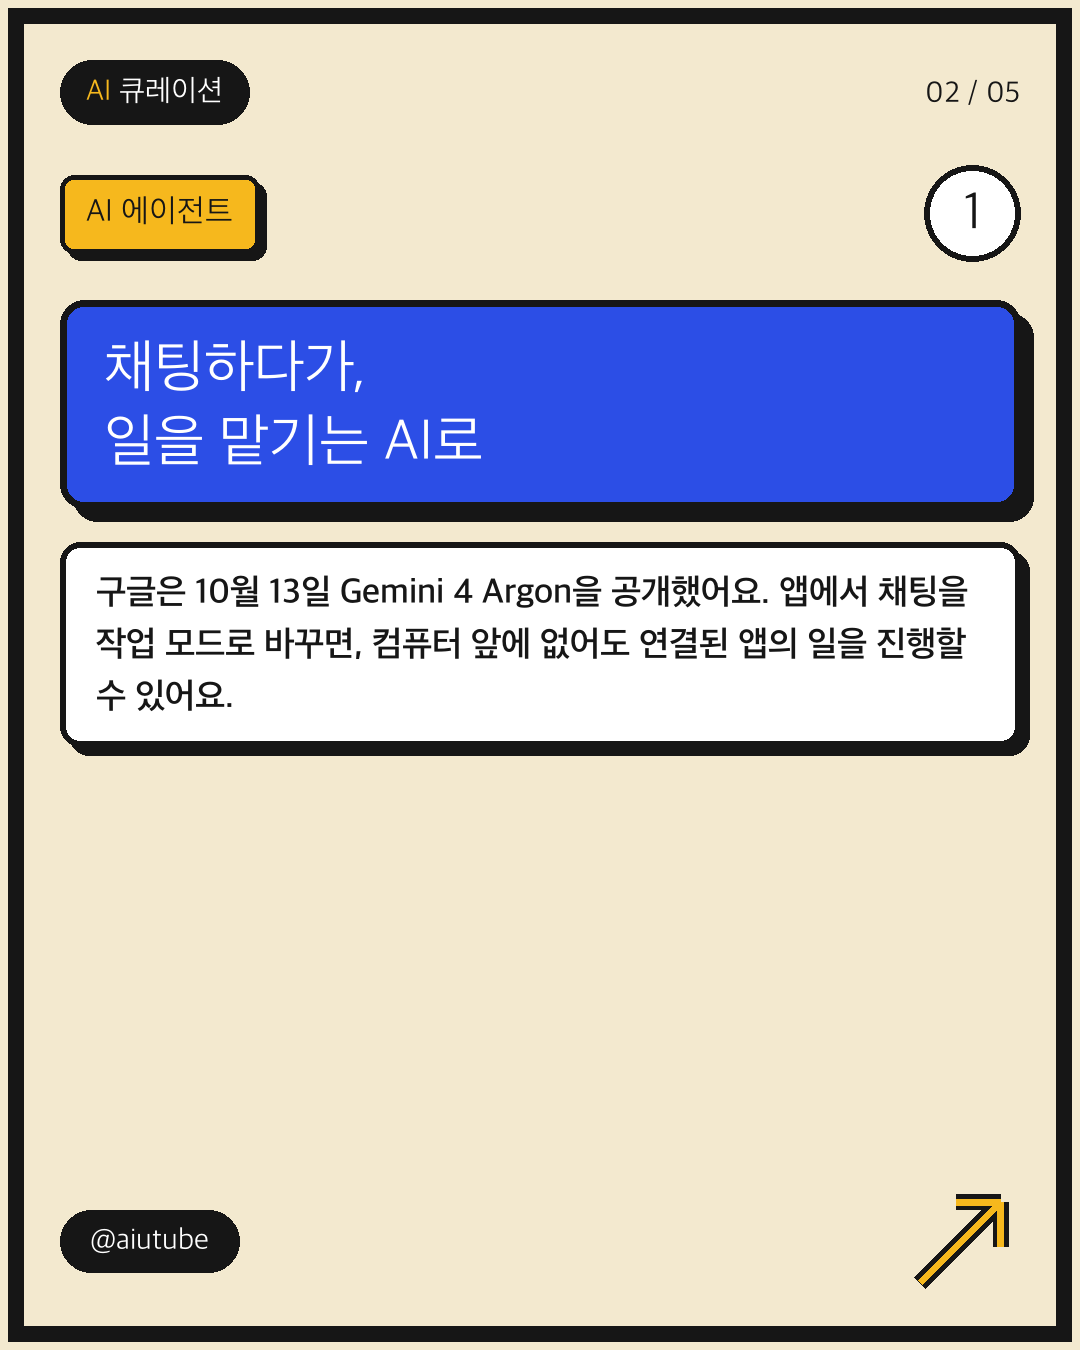 AI 큐레이션
02 / 05
AI 에이전트
1
채팅하다가,
일을 맡기는 AI로
구글은 10월 13일 Gemini 4 Argon을 공개했어요. 앱에서 채팅을
작업 모드로 바꾸면, 컴퓨터 앞에 없어도 연결된 앱의 일을 진행할
수 있어요.
@aiutube